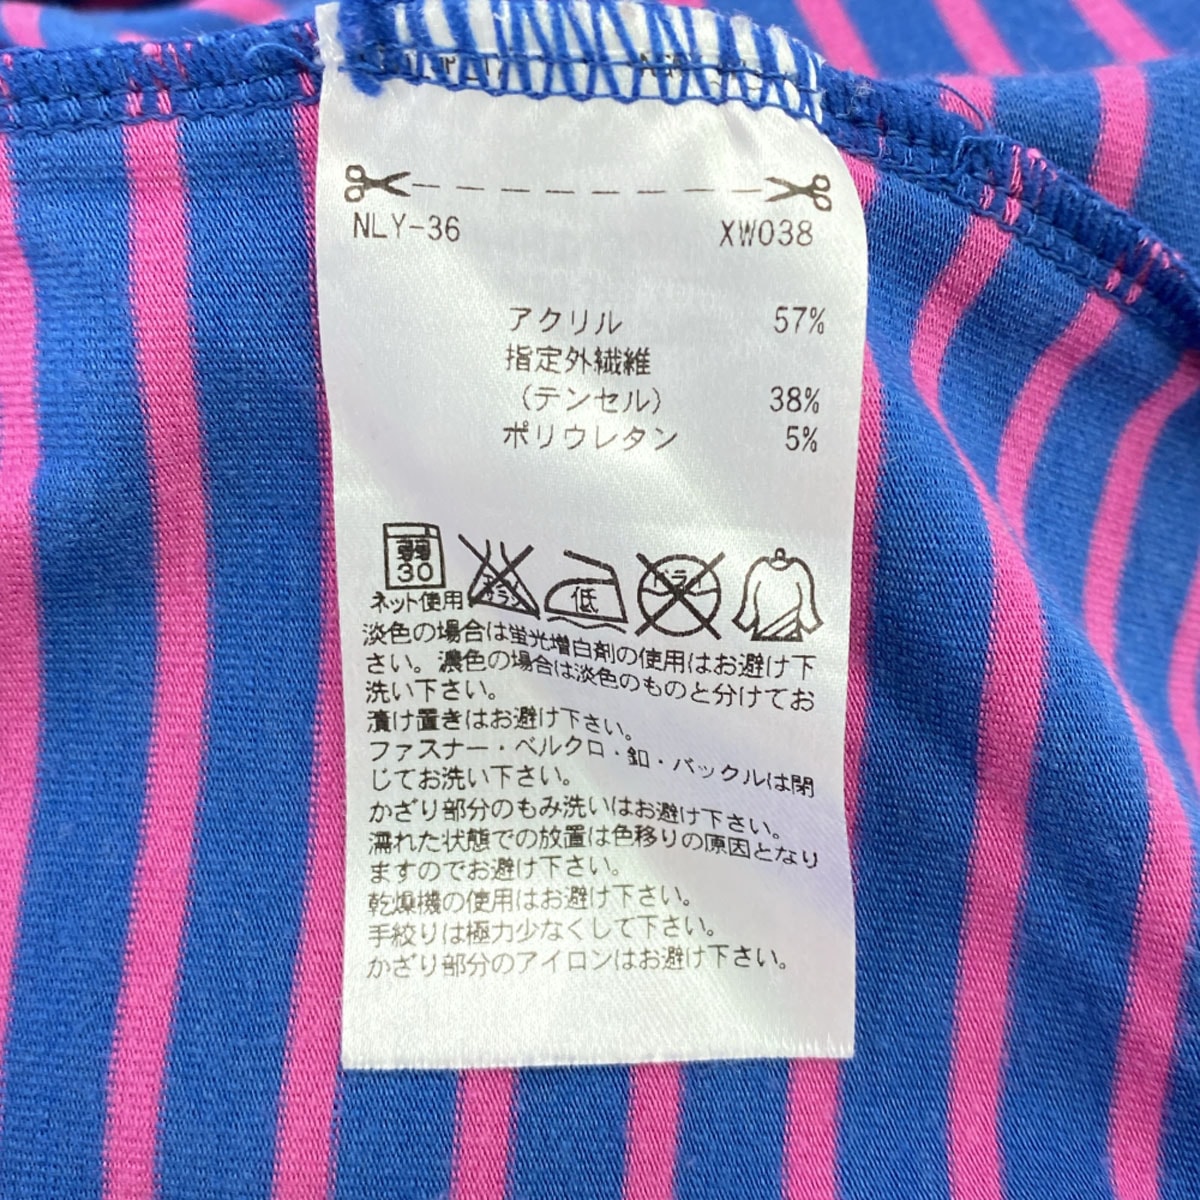 NLY-36 XW038
アクリル 57%
指定外繊維
(テンセル) 38%
ポリウレタン 5%
弱
30
ネット使用
エンソ
サラシ
低
ドライ
淡色の場合は蛍光増白剤の使用はお避け下
さい。濃色の場合は淡色のものと分けてお
洗い下さい。
漬け置きはお避け下さい。
ファスナー・ベルクロ・釦・バックルは閉
じてお洗い下さい。
かざり部分のもみ洗いはお避け下さい。
濡れた状態での放置は色移りの原因となり
ますのでお避け下さい。
乾燥機の使用はお避け下さい。
手絞りは極力少なくして下さい。
かざり部分のアイロンはお避け下さい。